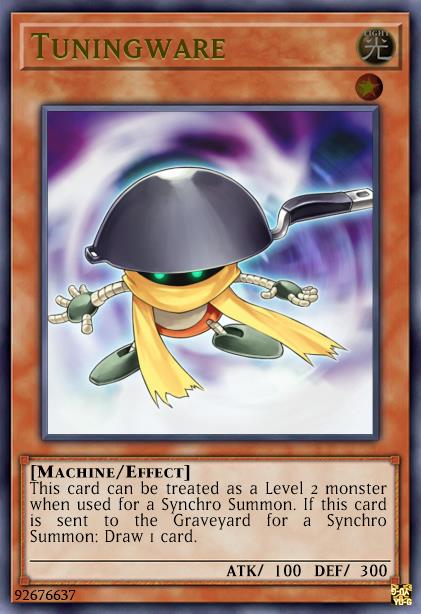 Tuningware
LIGHT
光
[Machine/Effect]
This card can be treated as a Level 2 monster
when used for a Synchro Summon. If this card
is sent to the Graveyard for a Synchro
Summon: Draw 1 card.
ATK/ 100 DEF/ 300
92676637